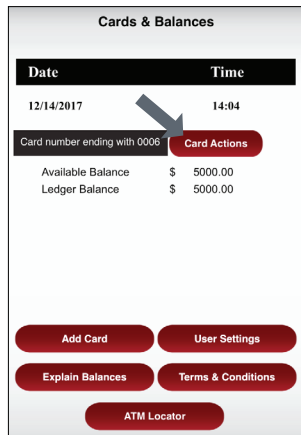 Cards & Balances
Date Time
12/14/2017 14:04
Card number ending with 0006 Card Actions
Available Balance $ 5000.00
Ledger Balance $ 5000.00
Add Card User Settings
Explain Balances Terms & Conditions
ATM Locator